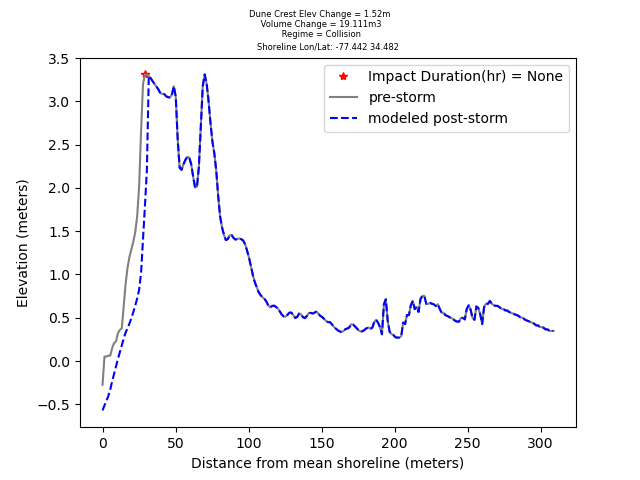 Dune Crest Elev Change = 1.52m
Volume Change = 19.111m3
Regime = Collision
Shoreline Lon/Lat: -77.442 34.482
3.5
3.0
2.5
2.0
1.5
1.0
0.5
0.0
−0.5
Elevation (meters)
Impact Duration(hr) = None
pre-storm
modeled post-storm
0 50 100 150 200 250 300
Distance from mean shoreline (meters)